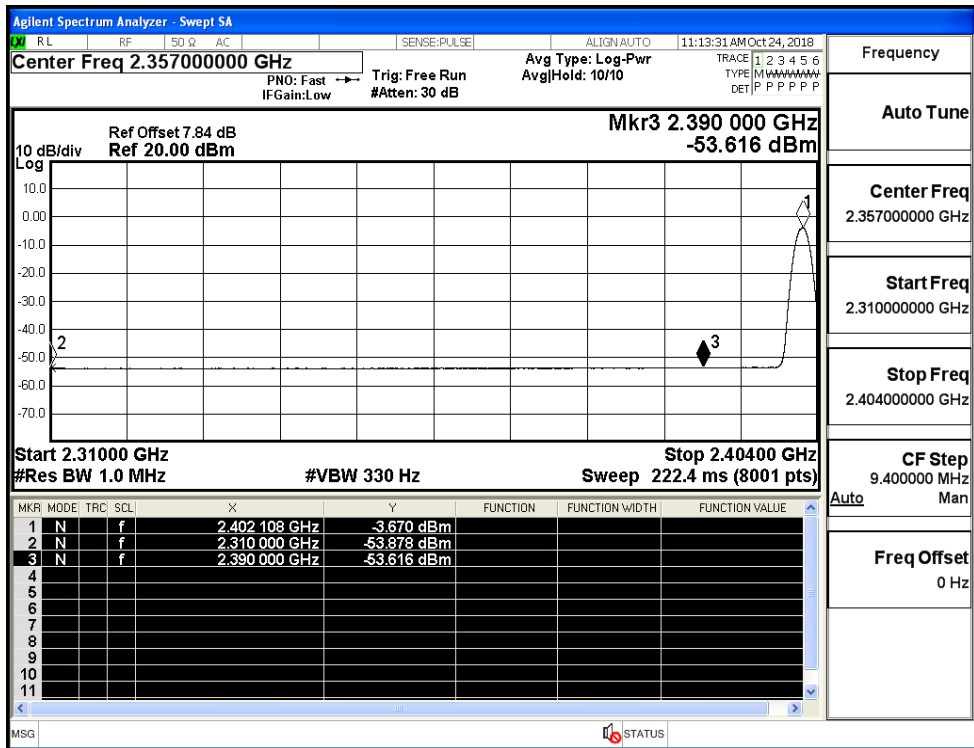 Agilent Spectrum Analyzer - Swept SA
LXI RL RF 50 Ω AC SENSE:PULSE ALIGNAUTO 11:13:31 AM Oct 24, 2018
Center Freq 2.357000000 GHz
PNO: Fast
IFGain:Low
Trig: Free Run
#Atten: 30 dB
Avg Type: Log-Pwr
Avg|Hold: 10/10
TRACE 1 2 3 4 5 6
TYPE M WWWWW
DET P P P P P P
Frequency
Auto Tune
Center Freq
2.357000000 GHz
Start Freq
2.310000000 GHz
Stop Freq
2.404000000 GHz
CF Step
9.400000 MHz
Auto Man
Freq Offset
0 Hz
Mkr3 2.390 000 GHz
-53.616 dBm
Ref Offset 7.84 dB
10 dB/div Ref 20.00 dBm
Log
10.0
0.00
-10.0
-20.0
-30.0
-40.0
-50.0
-60.0
-70.0
1
2
3
Start 2.31000 GHz Stop 2.40400 GHz
#Res BW 1.0 MHz #VBW 330 Hz Sweep 222.4 ms (8001 pts)
MKR MODE TRC SCL X Y FUNCTION FUNCTION WIDTH FUNCTION VALUE
1 N f 2.402 108 GHz -3.670 dBm
2 N f 2.310 000 GHz -53.878 dBm
3 N f 2.390 000 GHz -53.616 dBm
4
5
6
7
8
9
10
11
MSG STATUS